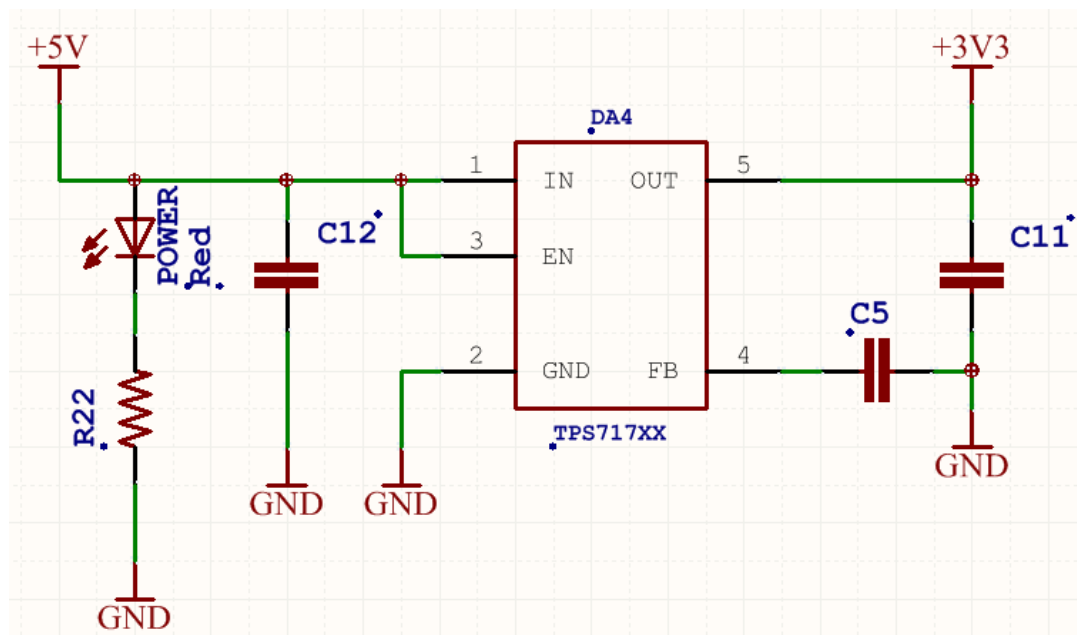 +5V
+3V3
DA4
1
IN
OUT
5
POWER
Red
C12
3
EN
C11
C5
2
GND
FB
4
R22
TPS717XX
GND
GND
GND
GND